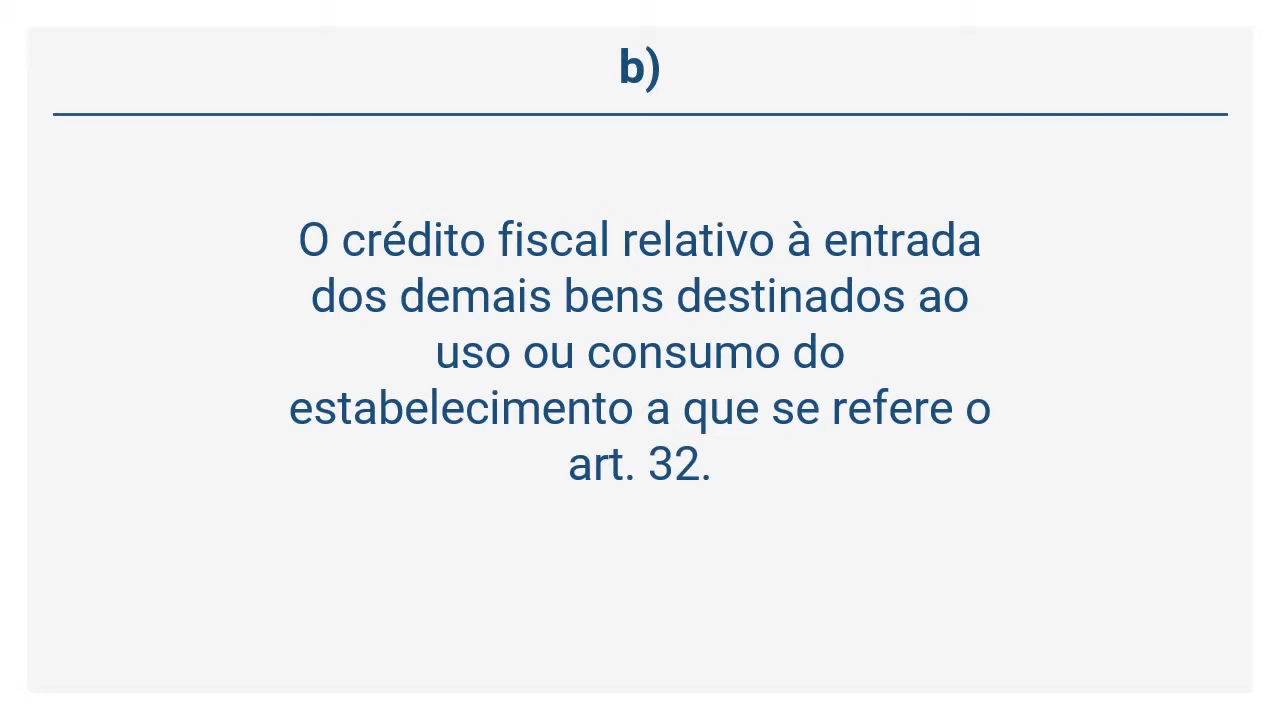 b)
O crédito fiscal relativo à entrada
dos demais bens destinados ao
uso ou consumo do
estabelecimento a que se refere o
art. 32.